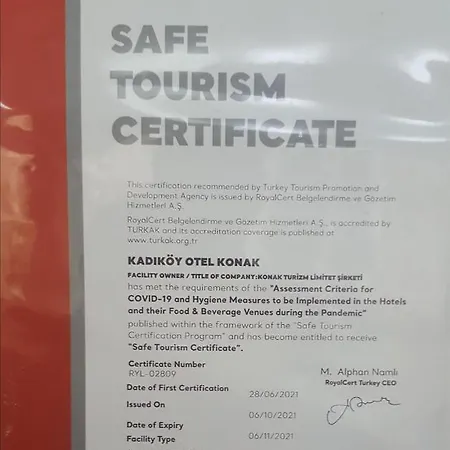 SAFE
TOURISM
CERTIFICATE
This certification recommended by Turkey Tourism Promotion and
Development Agency is issued by RoyalCert Belgelendirme ve Gözetim
Hizmetleri A.Ş.
RoyalCert Belgelendirme ve Gözetim Hizmetleri A.Ş., is accredited by
TÜRKAK and its accreditation coverage is published at
www.turkak.org.tr
KADIKÖY OTEL KONAK
FACILITY OWNER / TITLE OF COMPANY:KONAK TURİZM LİMİTET ŞİRKETİ
has met the requirements of the "Assessment Criteria for
COVID-19 and Hygiene Measures to be Implemented in the Hotels
and their Food & Beverage Venues during the Pandemic"
published within the framework of the "Safe Tourism
Certification Program" and has become entitled to receive
"Safe Tourism Certificate".
Certificate Number
RYL-02809
M. Alphan Namlı
RoyalCert Turkey CEO
Date of First Certification
28/06/2021
Issued On
06/10/2021
Date of Expiry
06/11/2021
Facility Type